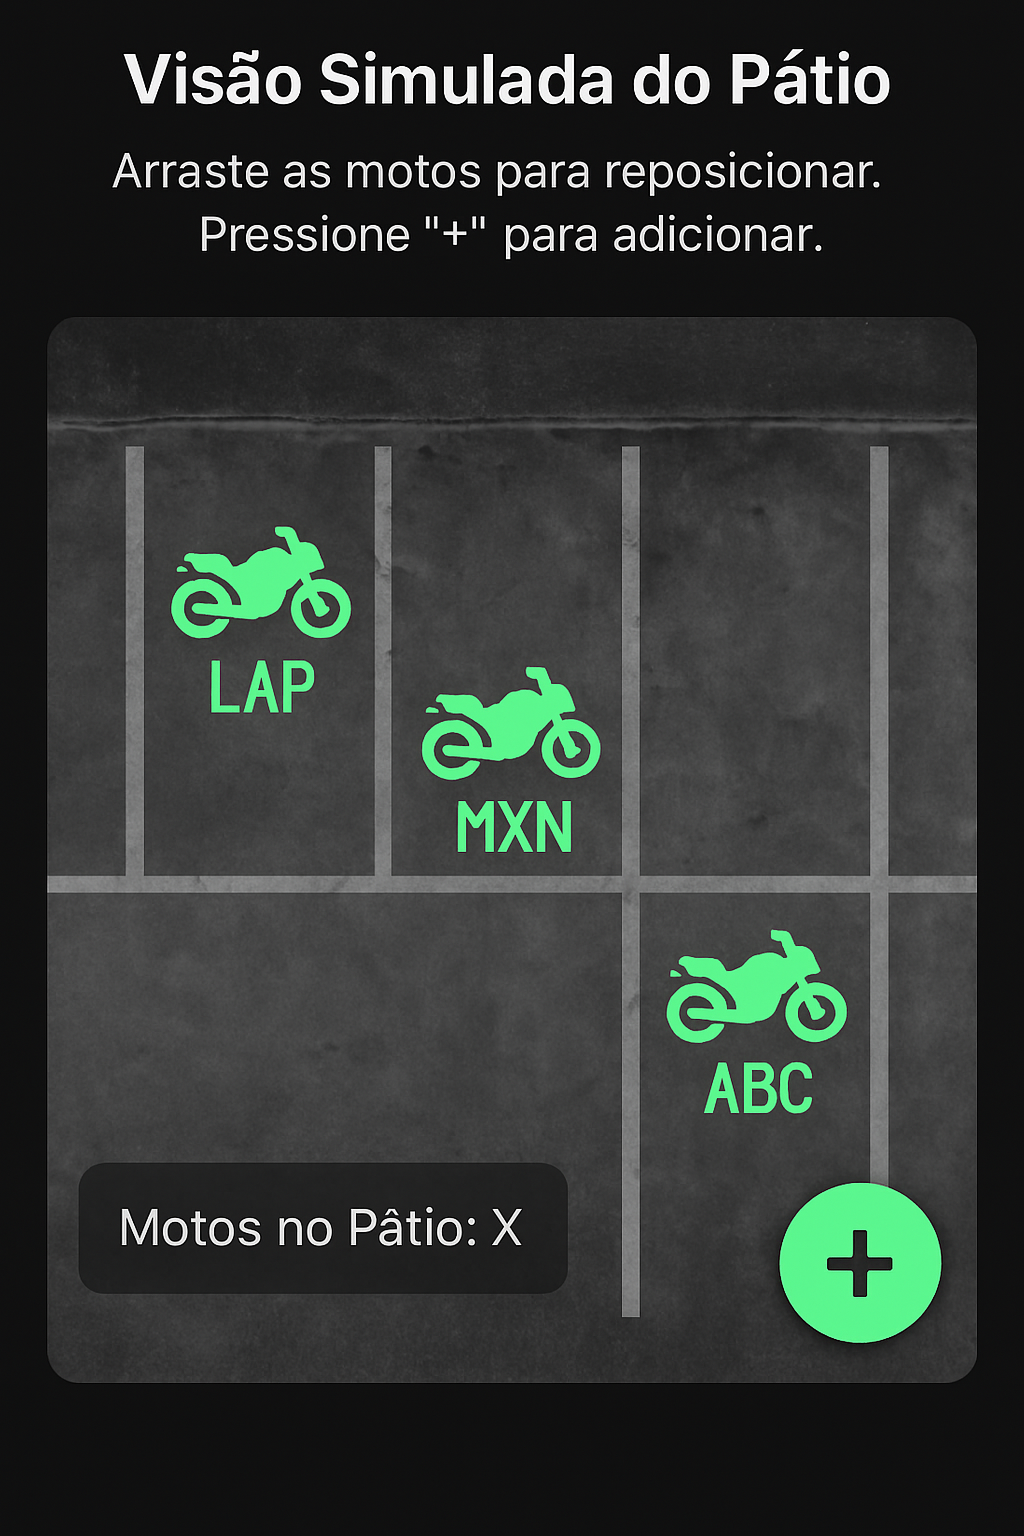 Visão Simulada do Pátio
Arraste as motos para reposicionar.
Pressione "+" para adicionar.
LAP
MXN
ABC
Motos no Pâtio: X
+